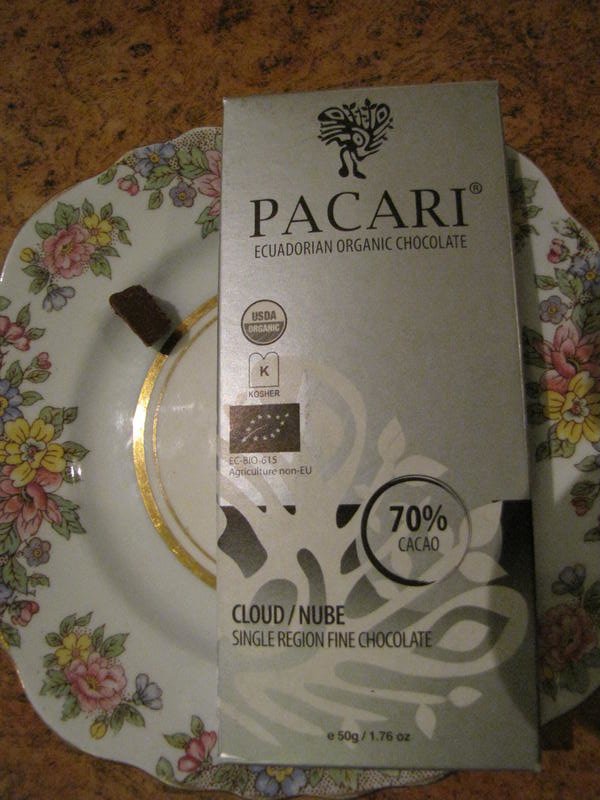 PACARI®
ECUADORIAN ORGANIC CHOCOLATE
USDA
ORGANIC
K
KOSHER
EC-BIO-615
Agriculture non-EU
70%
CACAO
CLOUD / NUBE
SINGLE REGION FINE CHOCOLATE
e 50g / 1.76 oz